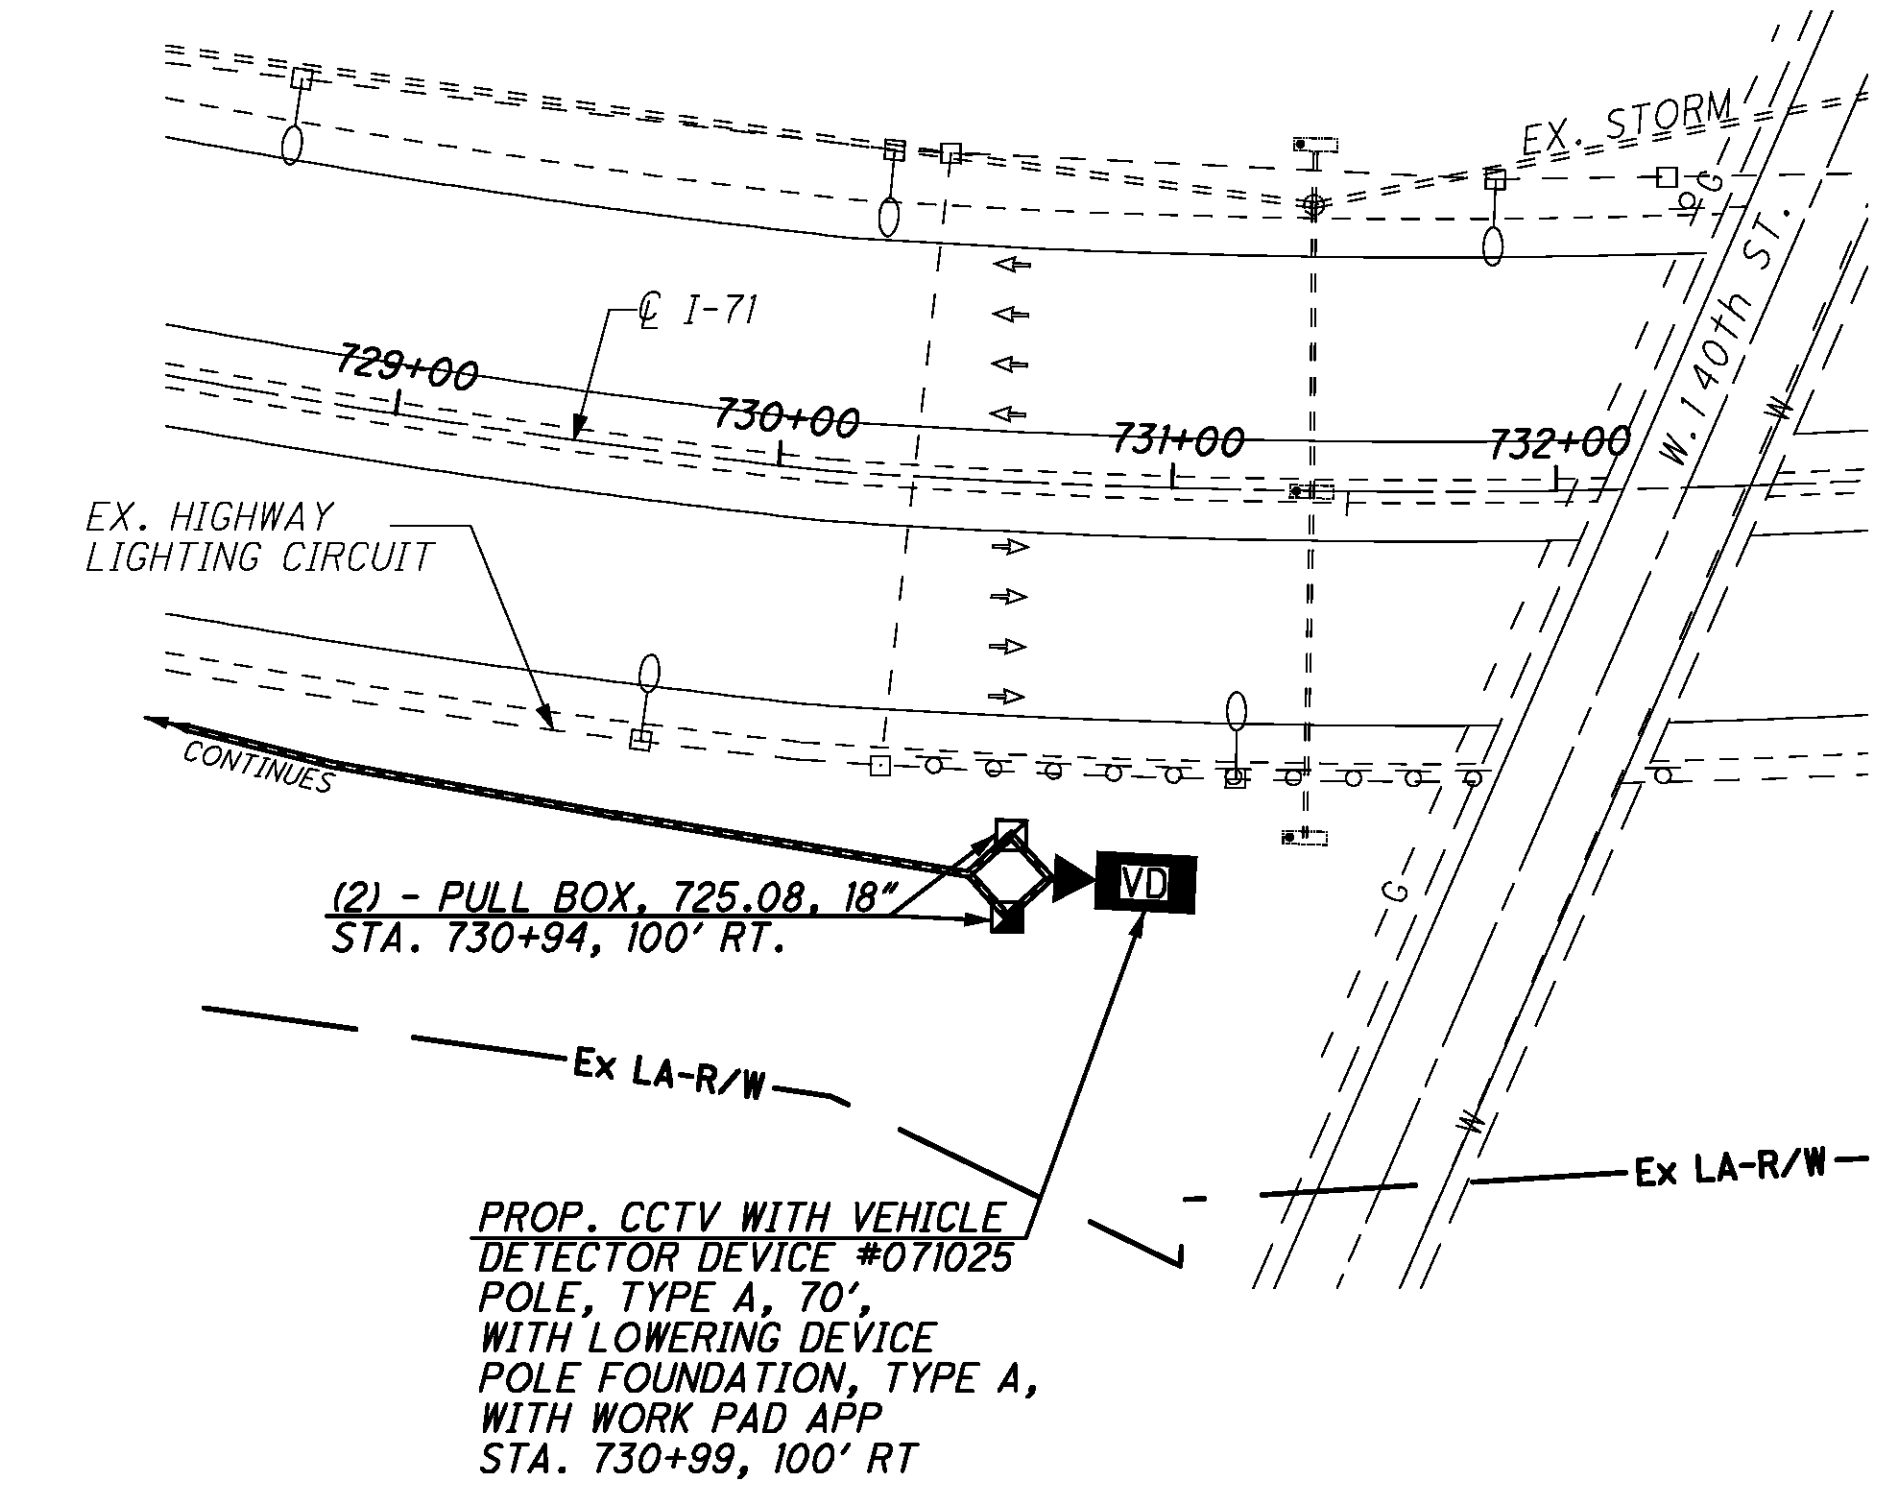 EX. STORM
G
W. 140th ST.
℄ I-71
729+00
730+00
731+00
732+00
W
EX. HIGHWAY
LIGHTING CIRCUIT
CONTINUES
VD
G
(2) - PULL BOX, 725.08, 18"
STA. 730+94, 100' RT.
Ex LA-R/W
W
Ex LA-R/W
PROP. CCTV WITH VEHICLE
DETECTOR DEVICE #071025
POLE, TYPE A, 70',
WITH LOWERING DEVICE
POLE FOUNDATION, TYPE A,
WITH WORK PAD APP
STA. 730+99, 100' RT